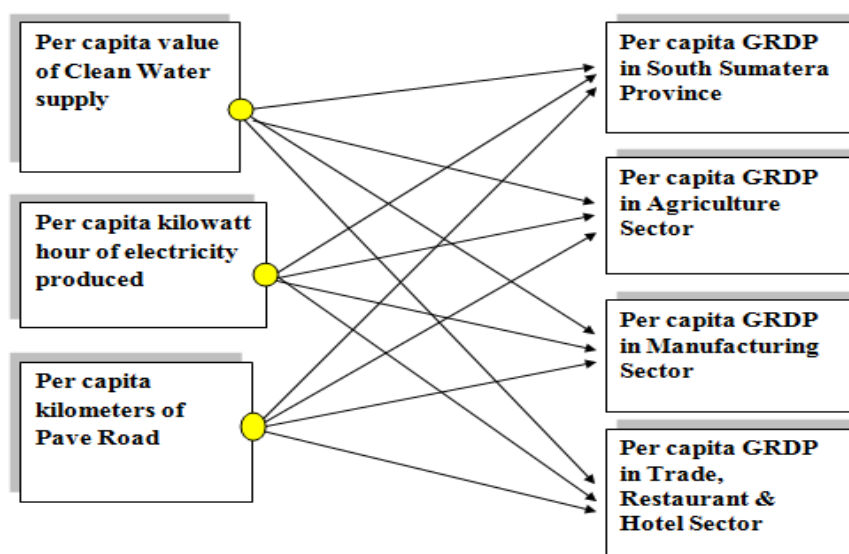 Per capita value
of Clean Water
supply
Per capita kilowatt
hour of electricity
produced
Per capita
kilometers of
Pave Road
Per capita GRDP
in South Sumatera
Province
Per capita GRDP
in Agriculture
Sector
Per capita GRDP
in Manufacturing
Sector
Per capita GRDP
in Trade,
Restaurant &
Hotel Sector